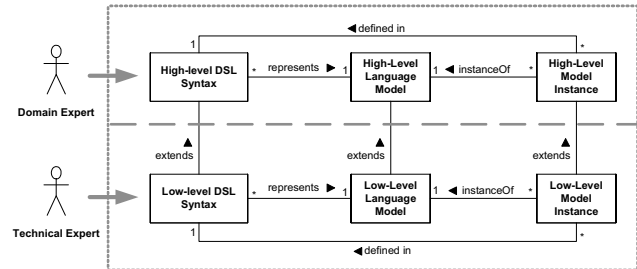 ◄ defined in
1
*
High-level DSL
Syntax
*
represents ►
1
High-Level
Language
Model
1
◄ instanceOf
*
High-Level
Model
Instance
Domain Expert
▲
extends
▲
extends
▲
extends
Low-level DSL
Syntax
*
represents ►
1
Low-Level
Language
Model
1
◄ instanceOf
*
Low-Level
Model
Instance
Technical Expert
1
*
◄ defined in